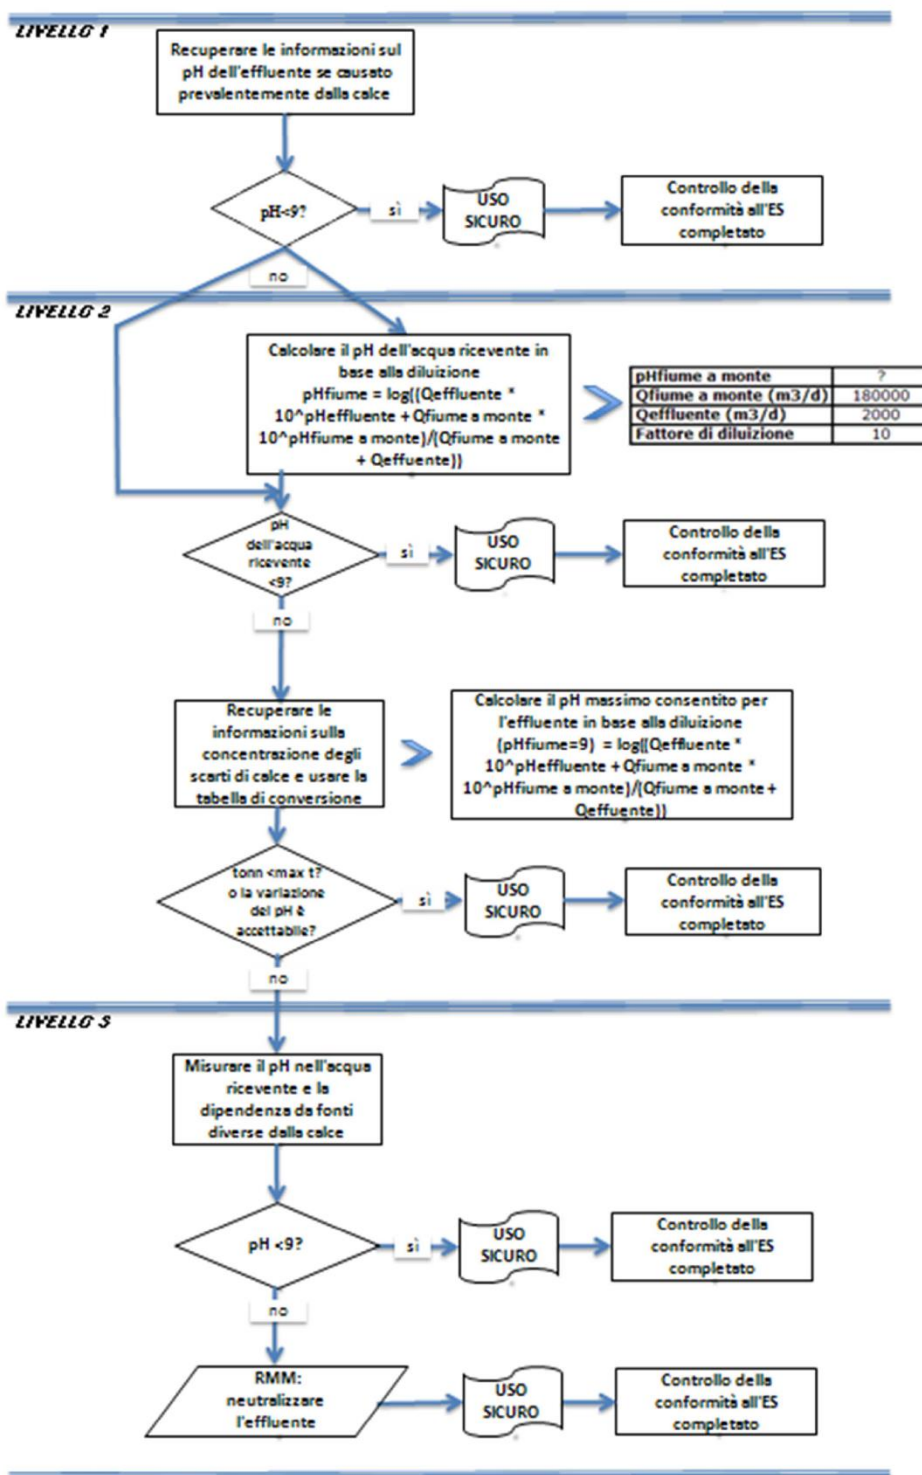 LIVELLO 1
Recuperare le informazioni sul
pH dell'effluente se causato
prevalentemente dalla calce
pH<9?
sì
USO
SICURO
Controllo della
conformità all'ES
completato
no
LIVELLO 2
Calcolare il pH dell'acqua ricevente in
base alla diluizione
pHfiume = log((Qeffluente *
10^pHeffluente + Qfiume a monte *
10^pHfiume a monte)/(Qfiume a monte
+ Qeffuente))
pHfiume a monte ?
Qfiume a monte (m3/d) 180000
Qeffluente (m3/d) 2000
Fattore di diluizione 10
pH
dell'acqua
ricevente
<9?
sì
USO
SICURO
Controllo della
conformità all'ES
completato
no
Recuperare le
informazioni sulla
concentrazione degli
scarti di calce e usare la
tabella di conversione
Calcolare il pH massimo consentito per
l'effluente in base alla diluizione
(pHfiume=9) = log((Qeffluente *
10^pHeffluente + Qfiume a monte *
10^pHfiume a monte)/(Qfiume a monte +
Qeffuente))
tonn <max t?
o la variazione
del pH è
accettabile?
sì
USO
SICURO
Controllo della
conformità all'ES
completato
no
LIVELLO 3
Misurare il pH nell'acqua
ricevente e la
dipendenza da fonti
diverse dalla calce
pH <9?
sì
USO
SICURO
Controllo della
conformità all'ES
completato
no
RMM:
neutralizzare
l'effluente
USO
SICURO
Controllo della
conformità all'ES
completato